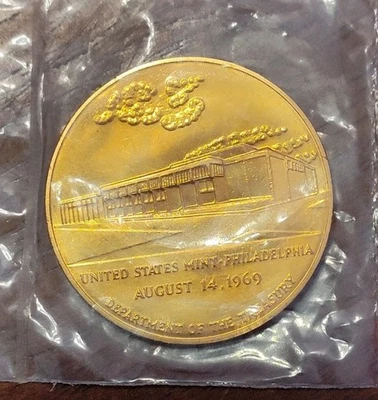 UNITED STATES MINT·PHILADELPHIA
AUGUST 14, 1969
DEPARTMENT OF THE TREASURY